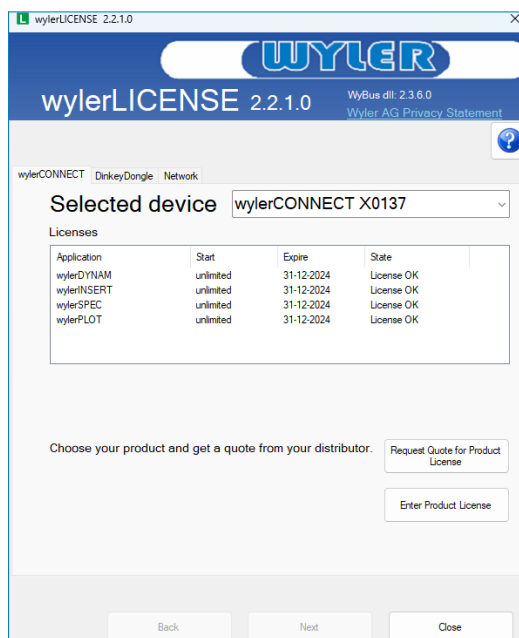 wylerLICENSE 2.2.1.0
WYLER
wylerLICENSE 2.2.1.0
WyBus dll: 2.3.6.0
Wyler AG Privacy Statement
?
wylerCONNECT DinkeyDongle Network
Selected device wylerCONNECT X0137
Licenses
Application Start Expire State
wylerDYNAM unlimited 31-12-2024 License OK
wylerINSERT unlimited 31-12-2024 License OK
wylerSPEC unlimited 31-12-2024 License OK
wylerPLOT unlimited 31-12-2024 License OK
Choose your product and get a quote from your distributor.
Request Quote for Product
License
Enter Product License
Back Next Close